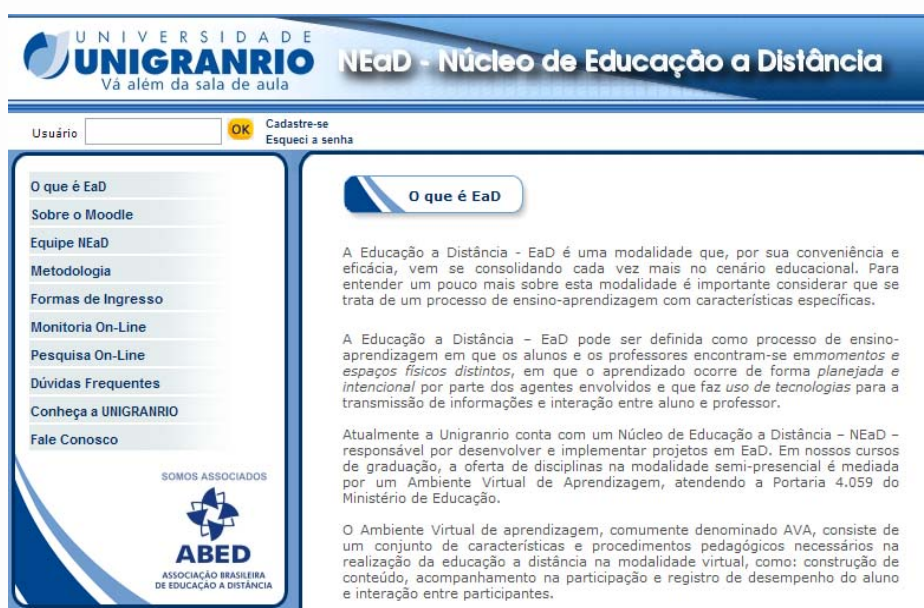 UNIVERSIDADE
UNIGRANRIO
Vá além da sala de aula
NEaD - Núcleo de Educação a Distância
Usuário
OK
Cadastre-se
Esqueci a senha
O que é EaD
Sobre o Moodle
Equipe NEaD
Metodologia
Formas de Ingresso
Monitoria On-Line
Pesquisa On-Line
Dúvidas Frequentes
Conheça a UNIGRANRIO
Fale Conosco
SOMOS ASSOCIADOS
ABED
ASSOCIAÇÃO BRASILEIRA
DE EDUCAÇÃO A DISTÂNCIA
O que é EaD
A Educação a Distância - EaD é uma modalidade que, por sua conveniência e
eficácia, vem se consolidando cada vez mais no cenário educacional. Para
entender um pouco mais sobre esta modalidade é importante considerar que se
trata de um processo de ensino-aprendizagem com características específicas.
A Educação a Distância – EaD pode ser definida como processo de ensino-
aprendizagem em que os alunos e os professores encontram-se emmomentos e
espaços físicos distintos, em que o aprendizado ocorre de forma planejada e
intencional por parte dos agentes envolvidos e que faz uso de tecnologias para a
transmissão de informações e interação entre aluno e professor.
Atualmente a Unigranrio conta com um Núcleo de Educação a Distância – NEaD –
responsável por desenvolver e implementar projetos em EaD. Em nossos cursos
de graduação, a oferta de disciplinas na modalidade semi-presencial é mediada
por um Ambiente Virtual de Aprendizagem, atendendo a Portaria 4.059 do
Ministério de Educação.
O Ambiente Virtual de aprendizagem, comumente denominado AVA, consiste de
um conjunto de características e procedimentos pedagógicos necessários na
realização da educação a distância na modalidade virtual, como: construção de
conteúdo, acompanhamento na participação e registro de desempenho do aluno
e interação entre participantes.